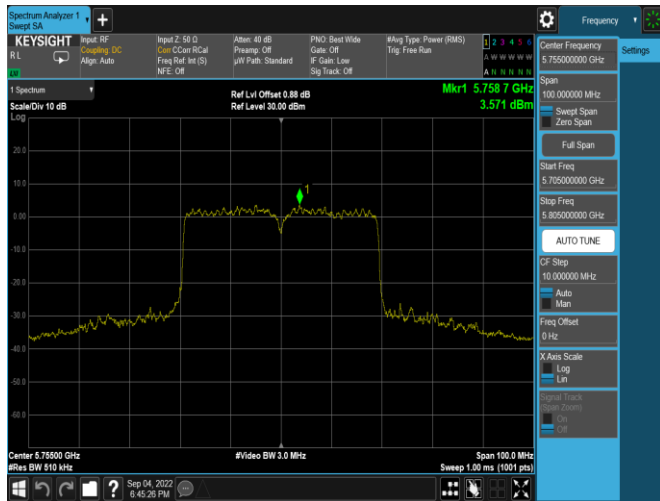 Spectrum Analyzer 1
Swept SA
+
Frequency
KEYSIGHT
R L
LW
Input: RF
Coupling: DC
Align: Auto
Input Z: 50 Ω
Corr CCorr RCal
Freq Ref: Int (S)
NFE: Off
Atten: 40 dB
Preamp: Off
µW Path: Standard
PNO: Best Wide
Gate: Off
IF Gain: Low
Sig Track: Off
#Avg Type: Power (RMS)
Trig: Free Run
1 2 3 4 5 6
A W W W W W
A N N N N N
1 Spectrum
Scale/Div 10 dB
Log
Ref Lvl Offset 0.88 dB
Ref Level 30.00 dBm
Mkr1 5.758 7 GHz
3.571 dBm
20.0
10.0
0.00
-10.0
-20.0
-30.0
-40.0
-50.0
-60.0
1
Center 5.75500 GHz
#Res BW 510 kHz
#Video BW 3.0 MHz
Span 100.0 MHz
Sweep 1.00 ms (1001 pts)
Sep 04, 2022
6:45:26 PM
?
Settings
Center Frequency
5.755000000 GHz
Span
100.000000 MHz
Swept Span
Zero Span
Full Span
Start Freq
5.705000000 GHz
Stop Freq
5.805000000 GHz
AUTO TUNE
CF Step
10.000000 MHz
Auto
Man
Freq Offset
0 Hz
X Axis Scale
Log
Lin
Signal Track
(Span Zoom)
On
Off